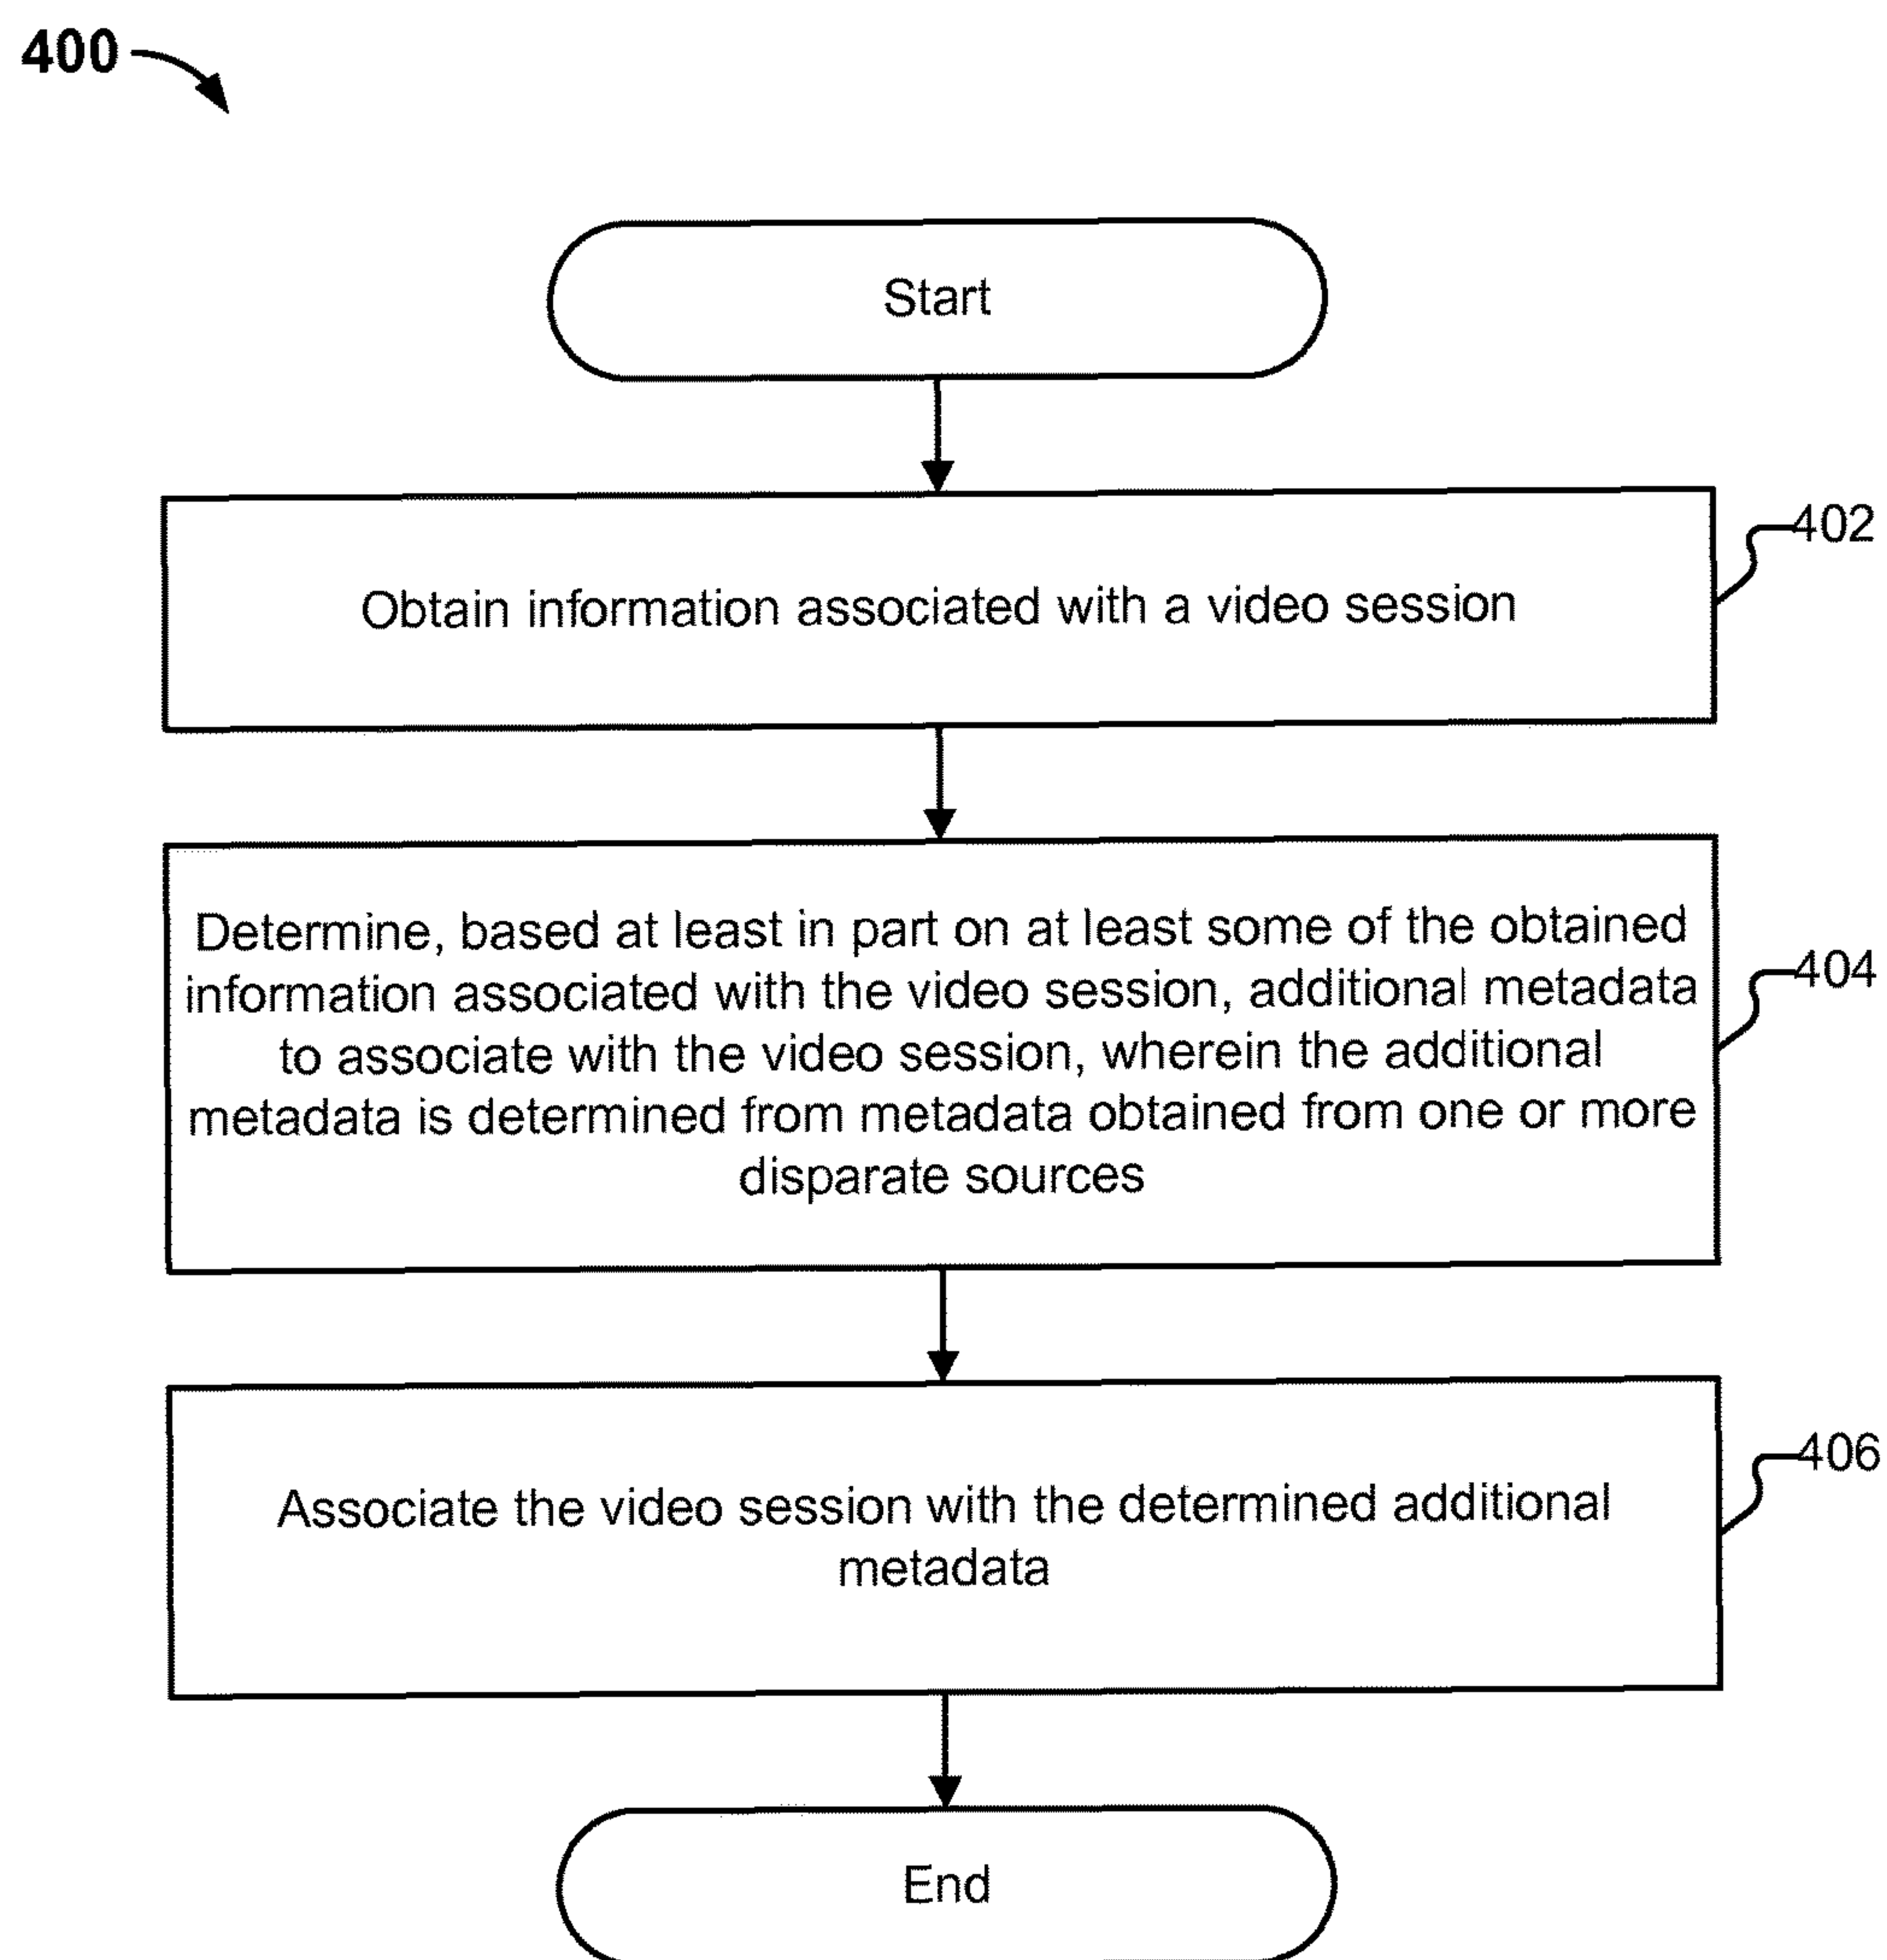 400
Start
Obtain information associated with a video session
402
Determine, based at least in part on at least some of the obtained
information associated with the video session, additional metadata
to associate with the video session, wherein the additional
metadata is determined from metadata obtained from one or more
disparate sources
404
Associate the video session with the determined additional
metadata
406
End